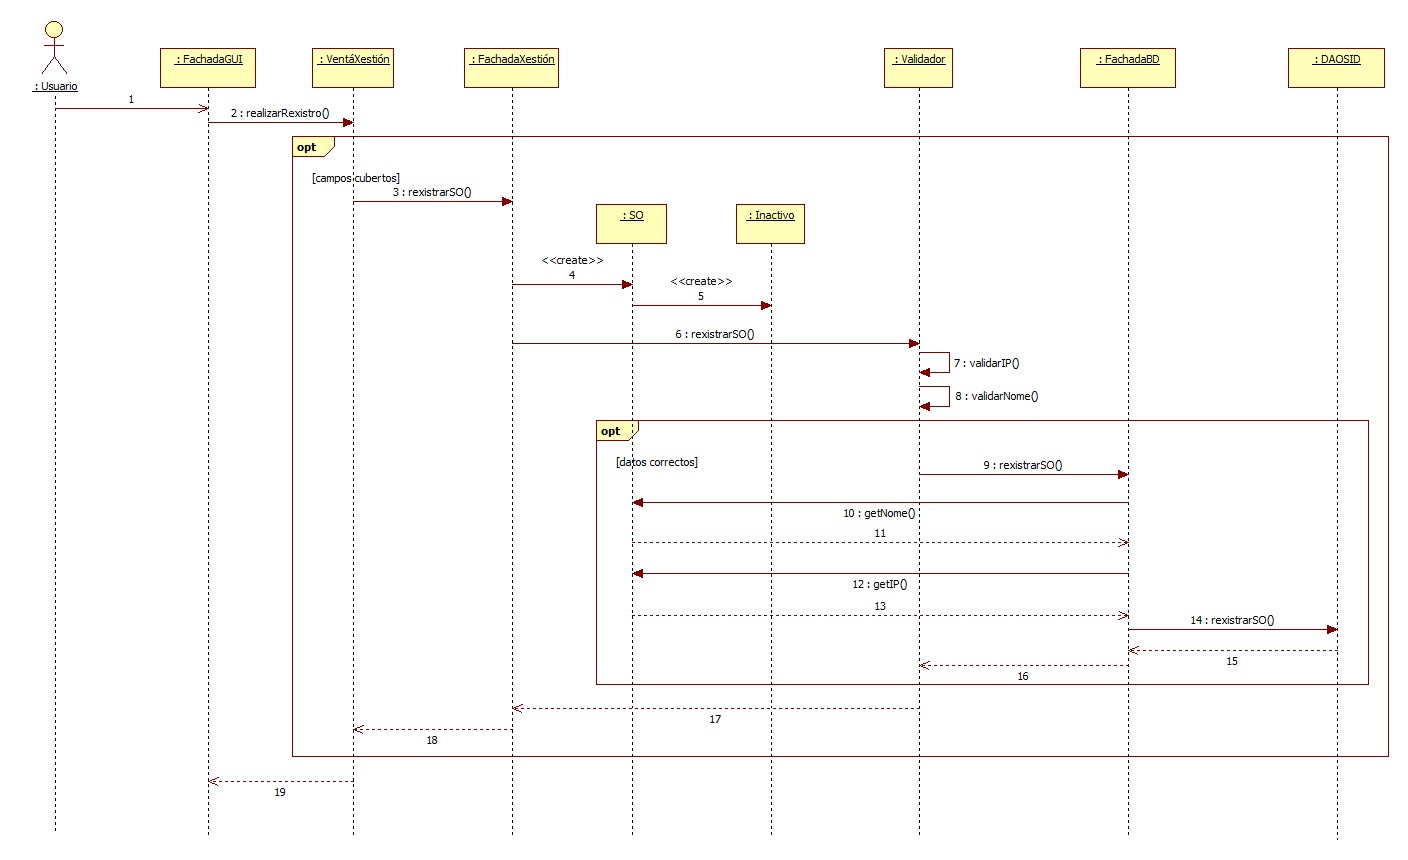 : FachadaGUI
: VentáXestión
: FachadaXestión
: Validador
: FachadaBD
: DAOSID
: Usuario
1
2 : realizarRexistro()
opt
[campos cubertos]
3 : rexistrarSO()
: SO
: Inactivo
<<create>>
4
<<create>>
5
6 : rexistrarSO()
7 : validarIP()
8 : validarNome()
opt
[datos correctos]
9 : rexistrarSO()
10 : getNome()
11
12 : getIP()
13
14 : rexistrarSO()
15
16
17
18
19